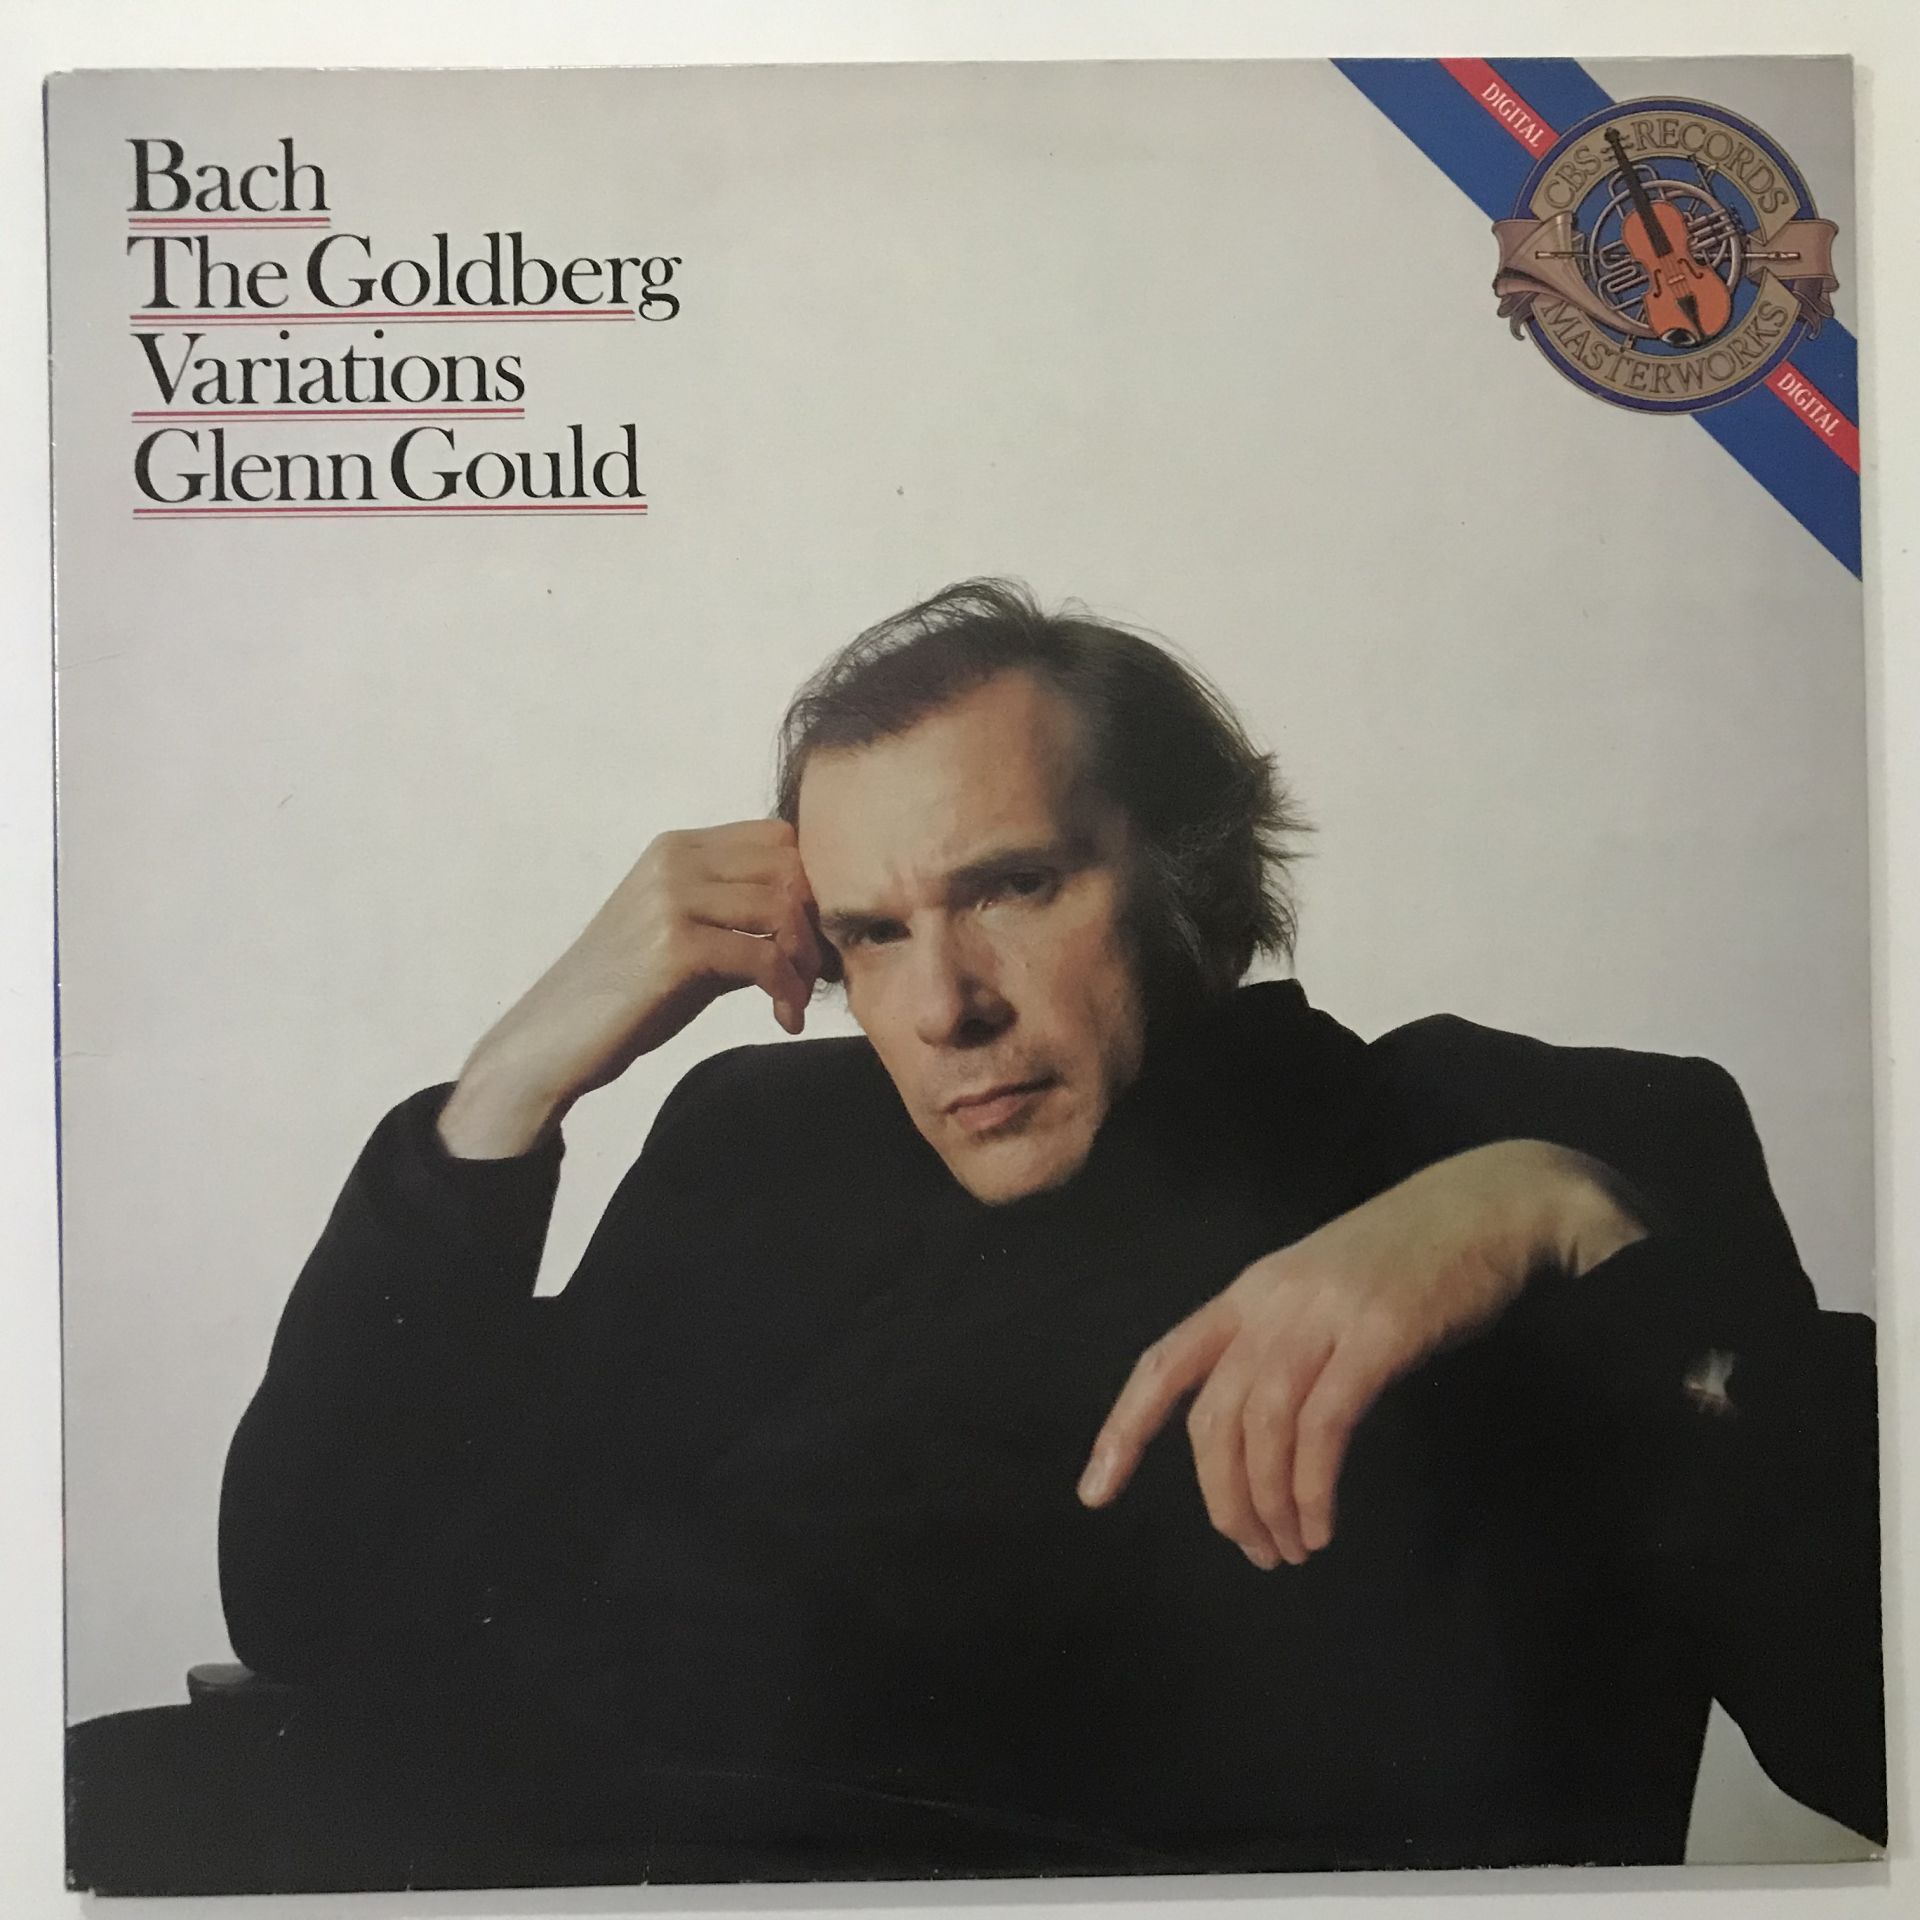 Bach
The Goldberg
Variations
Glenn Gould
DIGITAL
CBS RECORDS
MASTERWORKS
DIGITAL